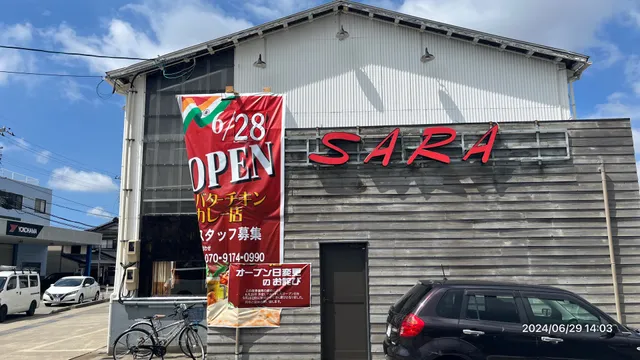 6/28
OPEN
バターチキン
カレー店
スタッフ募集
070-9174-0990
オープン日変更
のお詫び
SARA
YOKOHAMA
2024/06/29 14:03